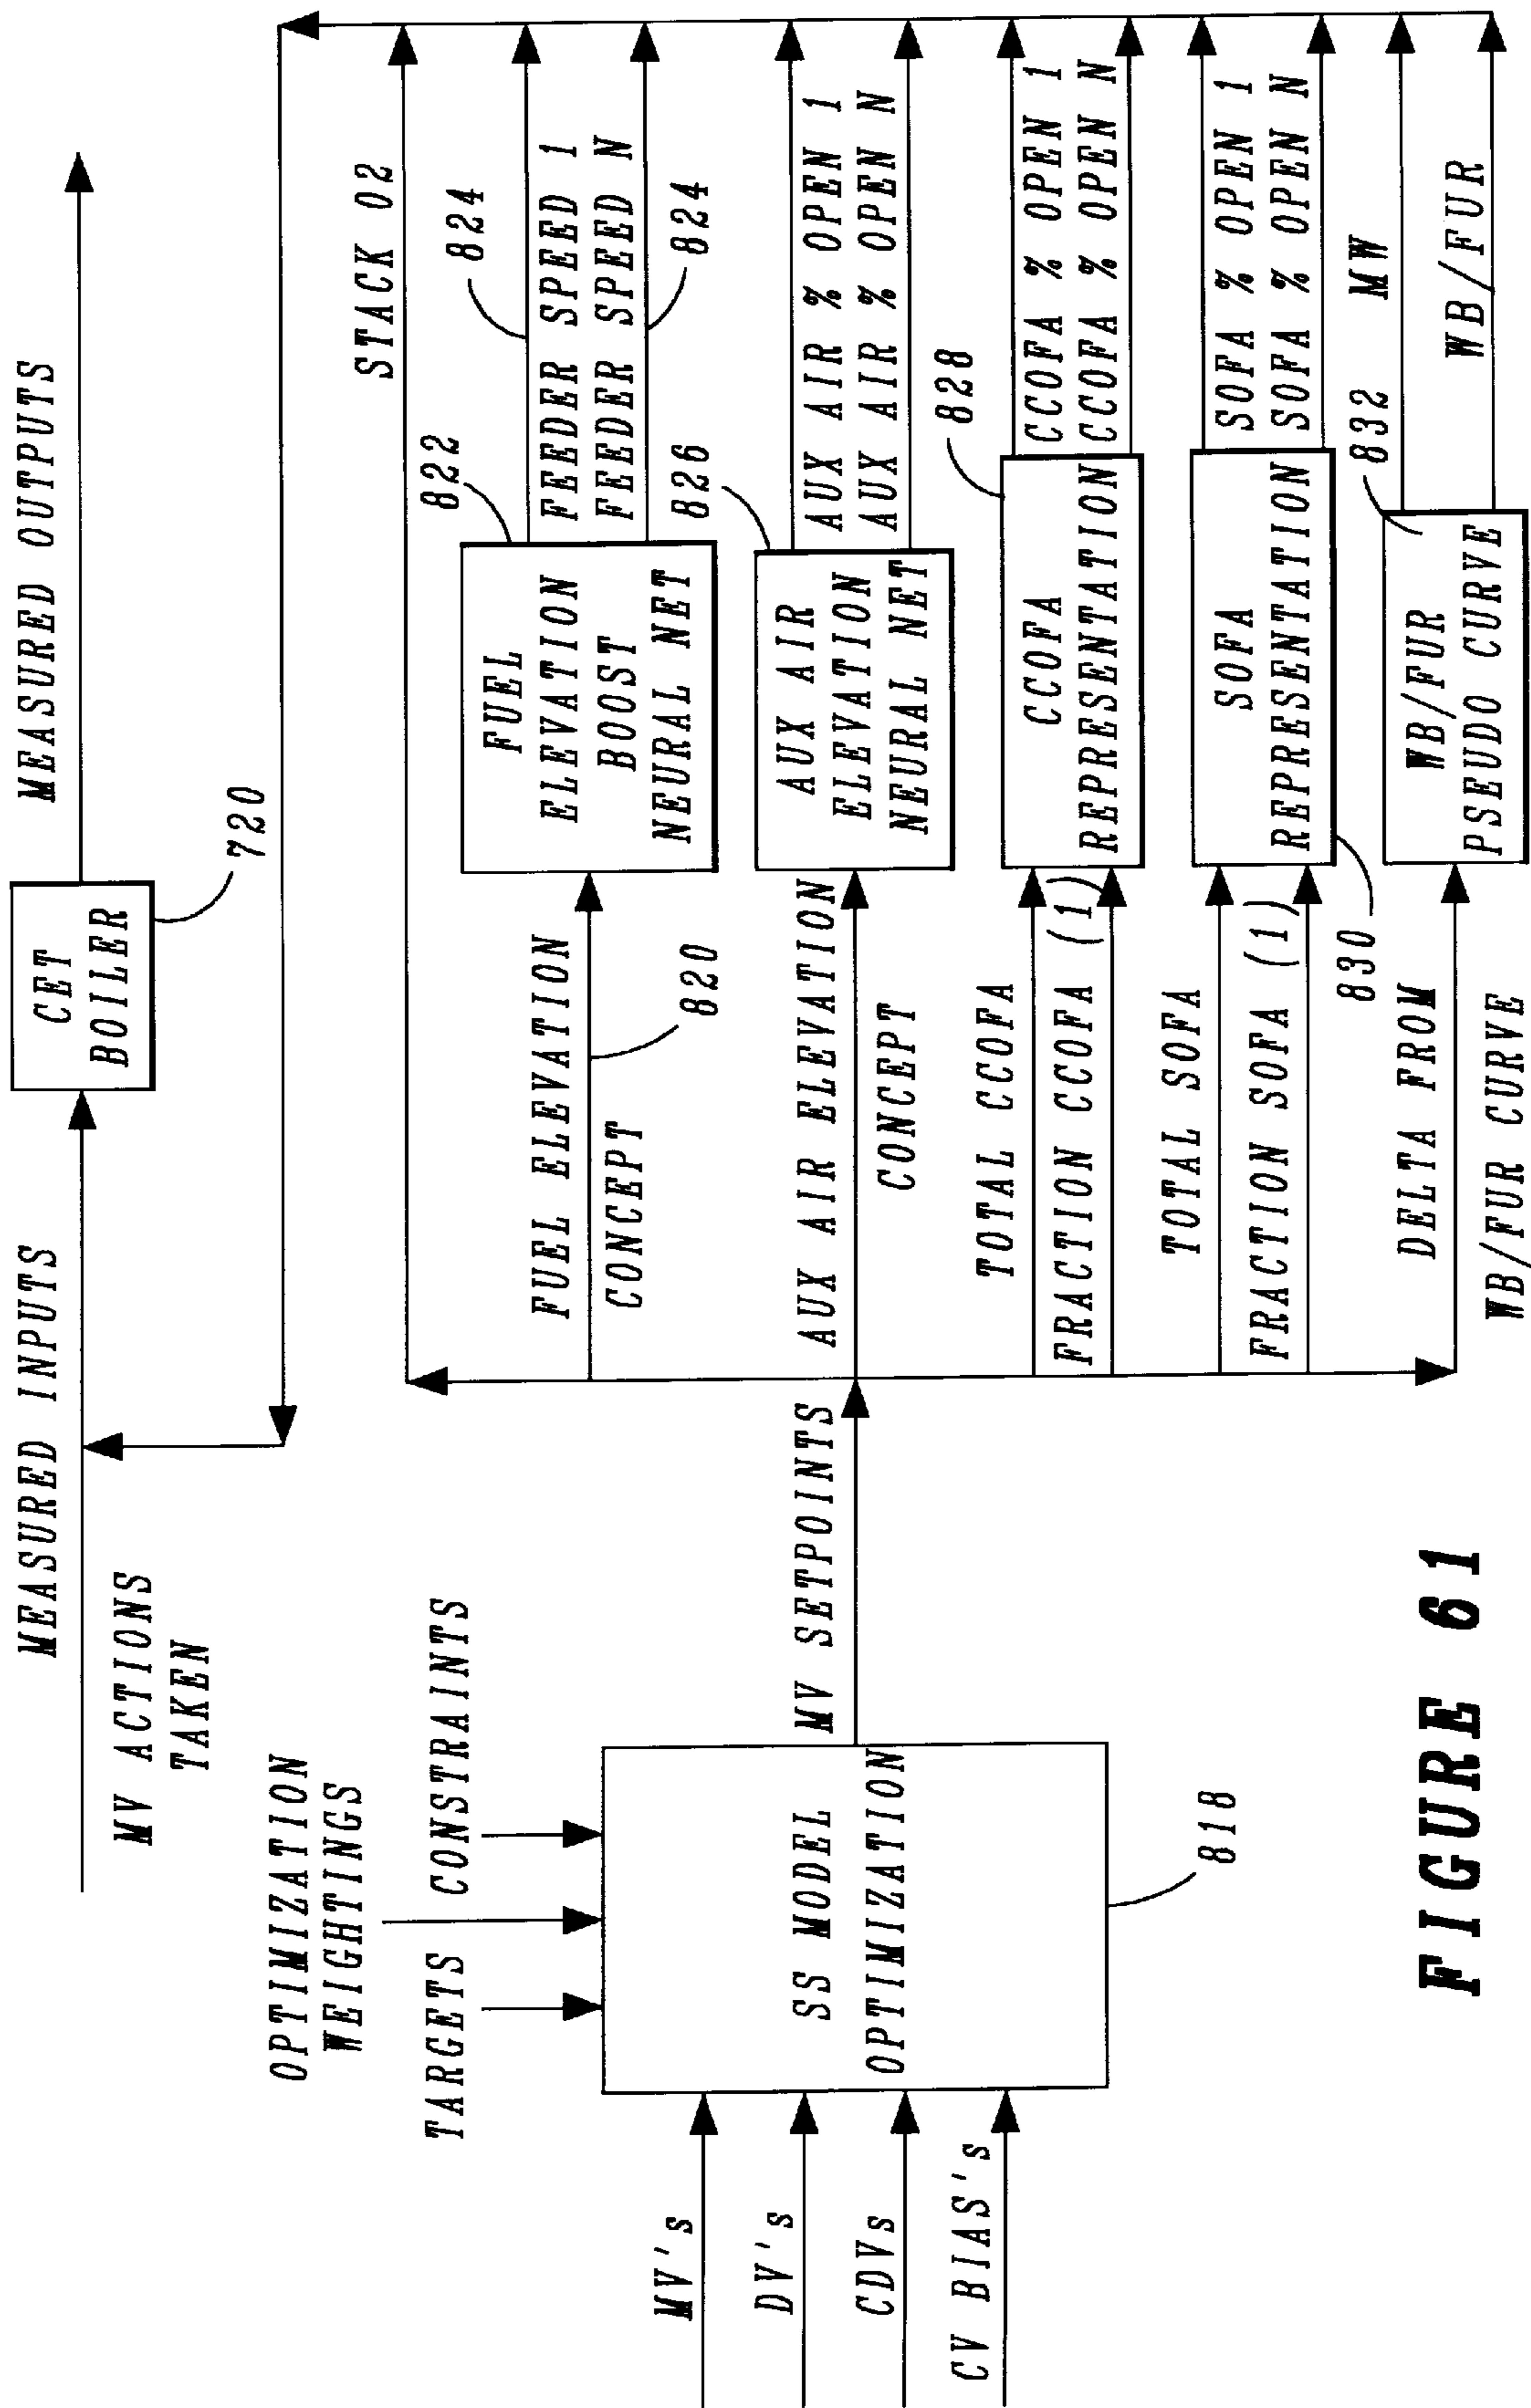 MEASURED INPUTS
MV ACTIONS
TAKEN
CET
BOILER
720
MEASURED OUTPUTS
OPTIMIZATION
WEIGHTINGS
TARGETS
CONSTRAINTS
MV's
DV's
CDVs
CV BIAS's
SS MODEL
OPTIMIZATION
818
MV SETPOINTS
STACK O2
FUEL ELEVATION
CONCEPT
820
FUEL
ELEVATION
BOOST
NEURAL NET
822
824
FEEDER SPEED 1
FEEDER SPEED N
824
AUX AIR ELEVATION
CONCEPT
AUX AIR
ELEVATION
NEURAL NET
826
AUX AIR % OPEN 1
AUX AIR % OPEN N
TOTAL CCOFA
FRACTION CCOFA (1)
CCOFA
REPRESENTATION
828
CCOFA % OPEN 1
CCOFA % OPEN N
TOTAL SOFA
FRACTION SOFA (1)
SOFA
REPRESENTATION
830
SOFA % OPEN 1
SOFA % OPEN N
DELTA FROM
WB/FUR CURVE
WB/FUR
PSEUDO CURVE
832
MW
WB/FUR
FIGURE 61